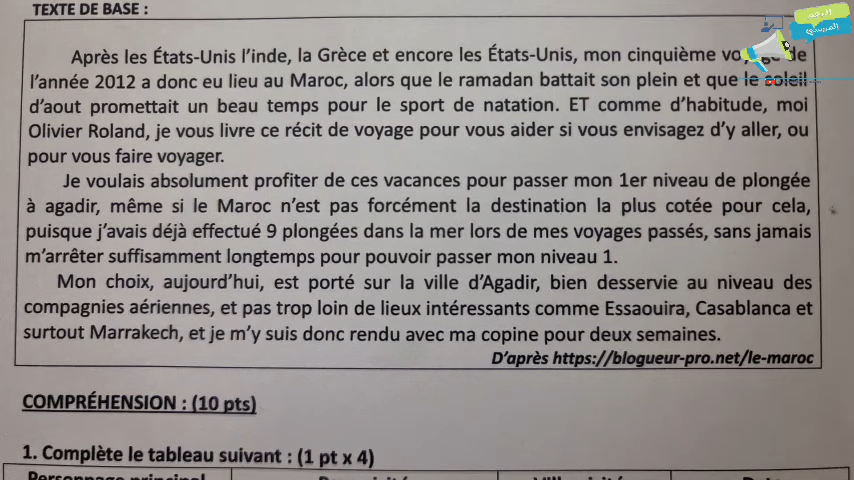 TEXTE DE BASE :
Après les États-Unis l'inde, la Grèce et encore les États-Unis, mon cinquième de
l'année 2012 a donc eu lieu au Maroc, alors que le ramadan battait son plein et que le soleil
d'aout promettait un beau temps pour le sport de natation. ET comme d'habitude, moi
Olivier Roland, je vous livre ce récit de voyage pour vous aider si vous envisagez d'y aller, ou
pour vous faire voyager.
Je voulais absolument profiter de ces vacances pour passer mon 1er niveau de plongée
à agadir, même si le Maroc n'est pas forcément la destination la plus cotée pour cela,
puisque j'avais déjà effectué 9 plongées dans la mer lors de mes voyages passés, sans jamais
m'arrêter suffisamment longtemps pour pouvoir passer mon niveau 1.
Mon choix, aujourd'hui, est porté sur la ville d'Agadir, bien desservie au niveau des
compagnies aériennes, et pas trop loin de lieux intéressants comme Essaouira, Casablanca et
surtout Marrakech, et je m'y suis donc rendu avec ma copine pour deux semaines.
D'après https://blogueur-pro.net/le-maroc
COMPRÉHENSION : (10 pts)
1. Complète le tableau suivant : (1 pt x 4)
Personnage principal